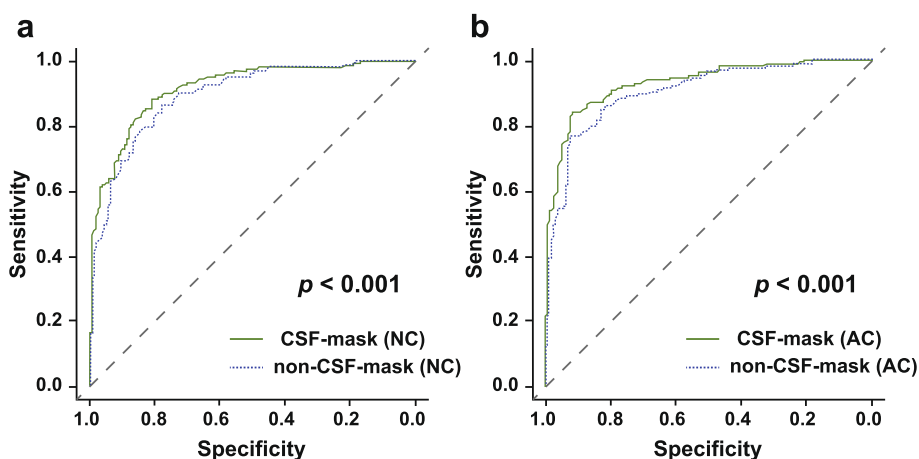 a
1.0
0.8
0.6
0.4
0.2
0.0
Sensitivity
p < 0.001
CSF-mask (NC)
non-CSF-mask (NC)
1.0 0.8 0.6 0.4 0.2 0.0
Specificity
b
1.0
0.8
0.6
0.4
0.2
0.0
Sensitivity
p < 0.001
CSF-mask (AC)
non-CSF-mask (AC)
1.0 0.8 0.6 0.4 0.2 0.0
Specificity